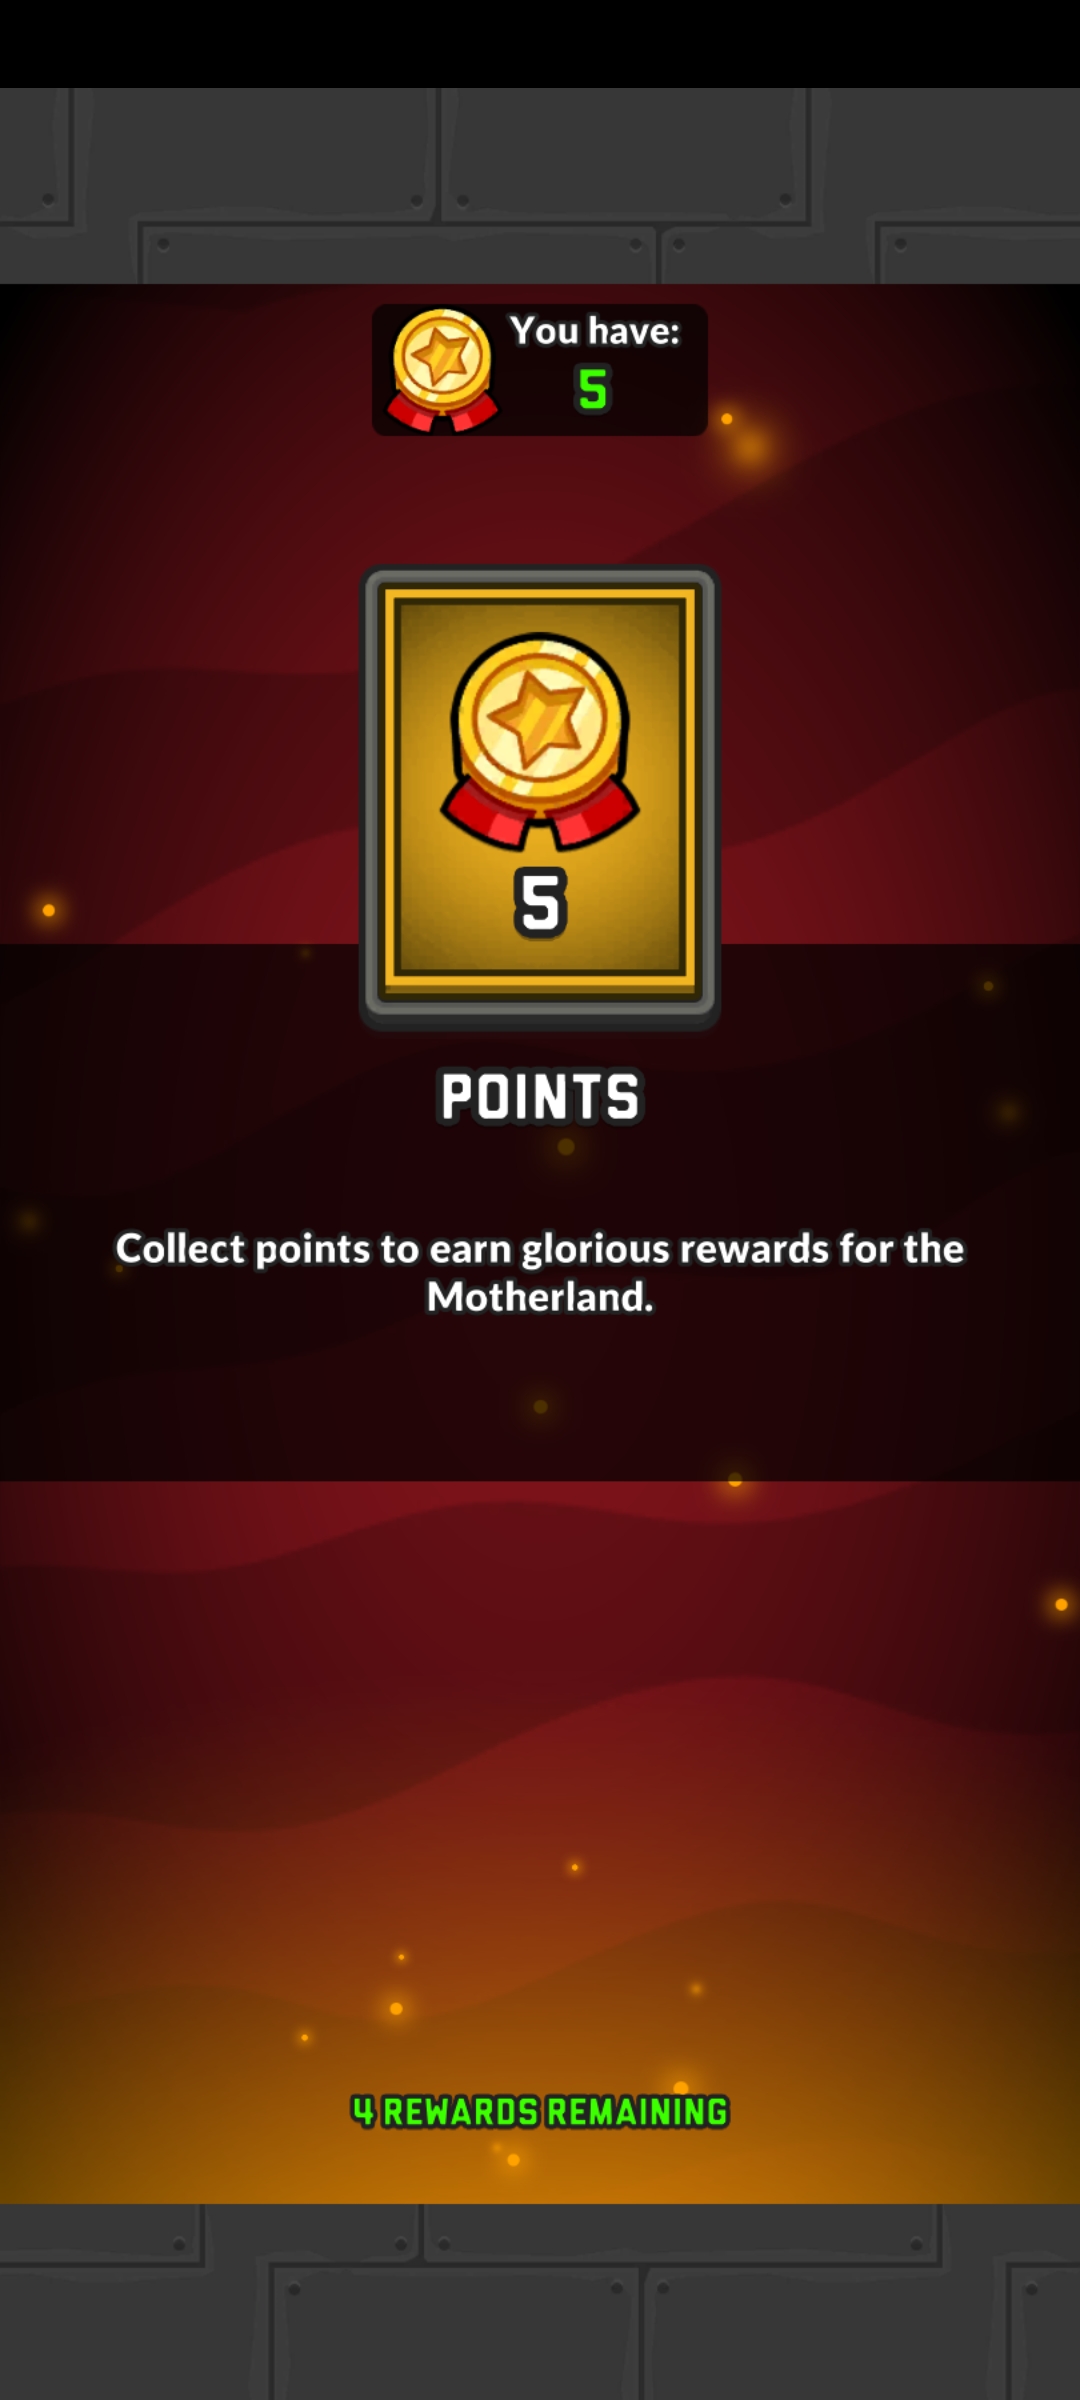 You have:
5
5
POINTS
Collect points to earn glorious rewards for the
Motherland.
4 REWARDS REMAINING